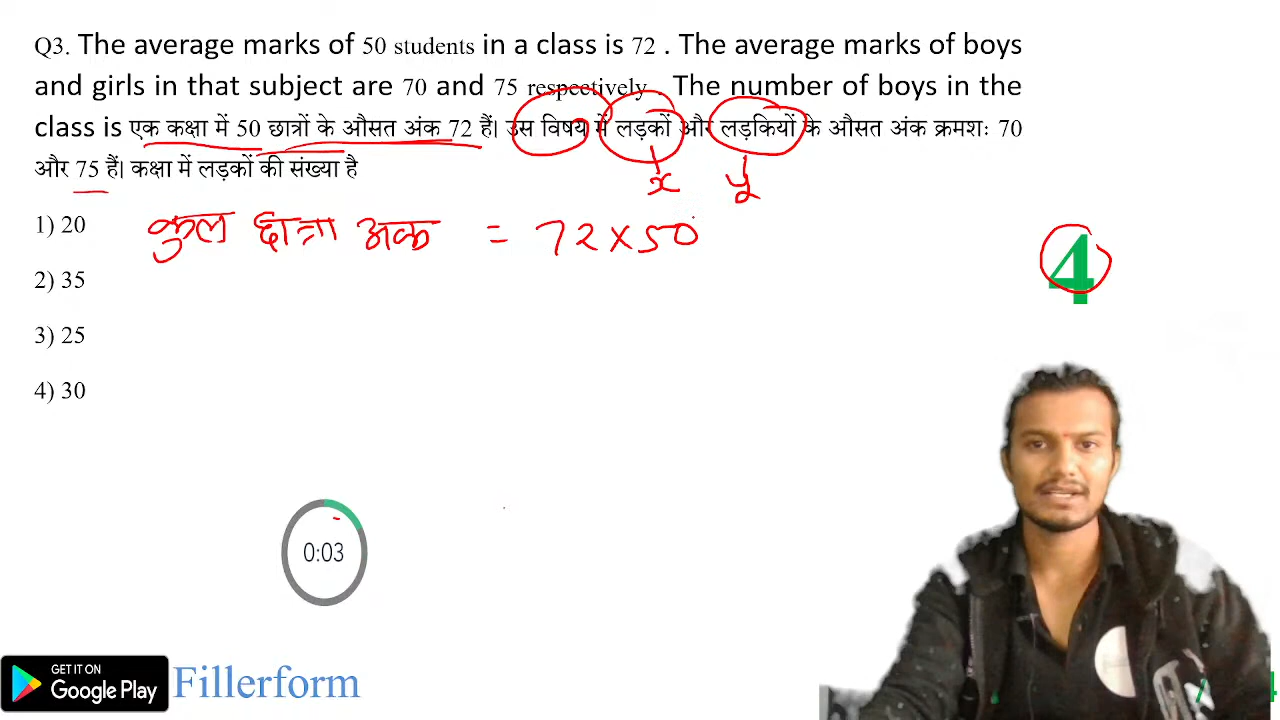 Q3. The average marks of 50 students in a class is 72 . The average marks of boys
and girls in that subject are 70 and 75 respectively . The number of boys in the
class is एक कक्षा में 50 छात्रों के औसत अंक 72 हैं। उस विषय में लड़कों और लड़कियों के औसत अंक क्रमशः 70
और 75 हैं। कक्षा में लड़कों की संख्या है
x y
1) 20
कुल छात्रा अंक = 72 x 50
2) 35
4
3) 25
4) 30
0:03
GET IT ON
Google Play
Fillerform